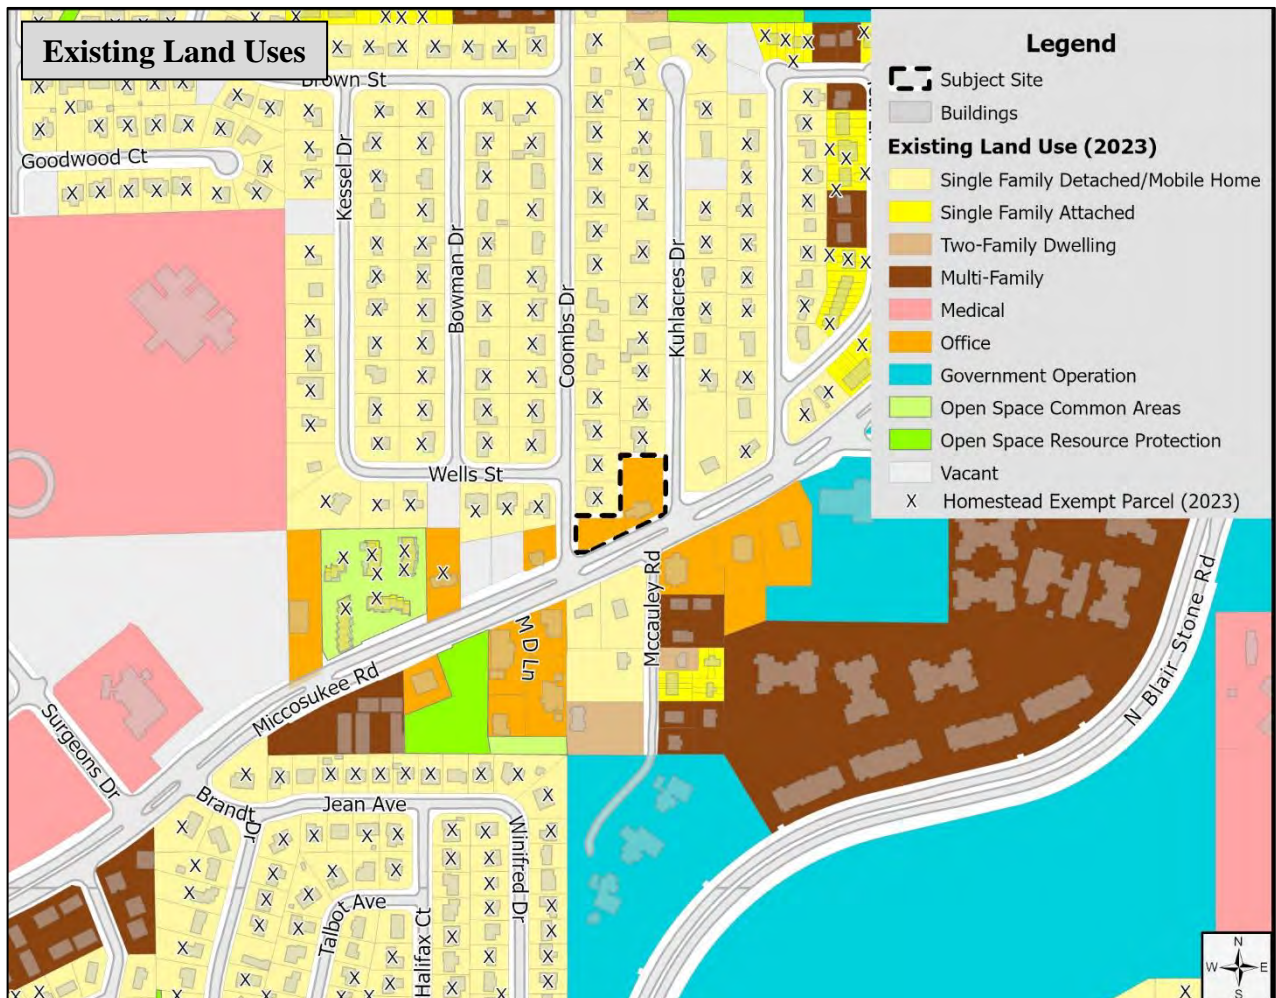 Existing Land Uses
Legend
Subject Site
Buildings
Existing Land Use (2023)
Single Family Detached/Mobile Home
Single Family Attached
Two-Family Dwelling
Multi-Family
Medical
Office
Government Operation
Open Space Common Areas
Open Space Resource Protection
Vacant
X Homestead Exempt Parcel (2023)
Brown St
Goodwood Ct
Kessel Dr
Bowman Dr
Coombs Dr
Kuhlacres Dr
Wells St
Mccauley Rd
M D Ln
Miccosukee Rd
N Blair Stone Rd
Surgeons Dr
Brandt Dr
Jean Ave
Winifred Dr
Talbot Ave
Halifax Ct
N
W E
S